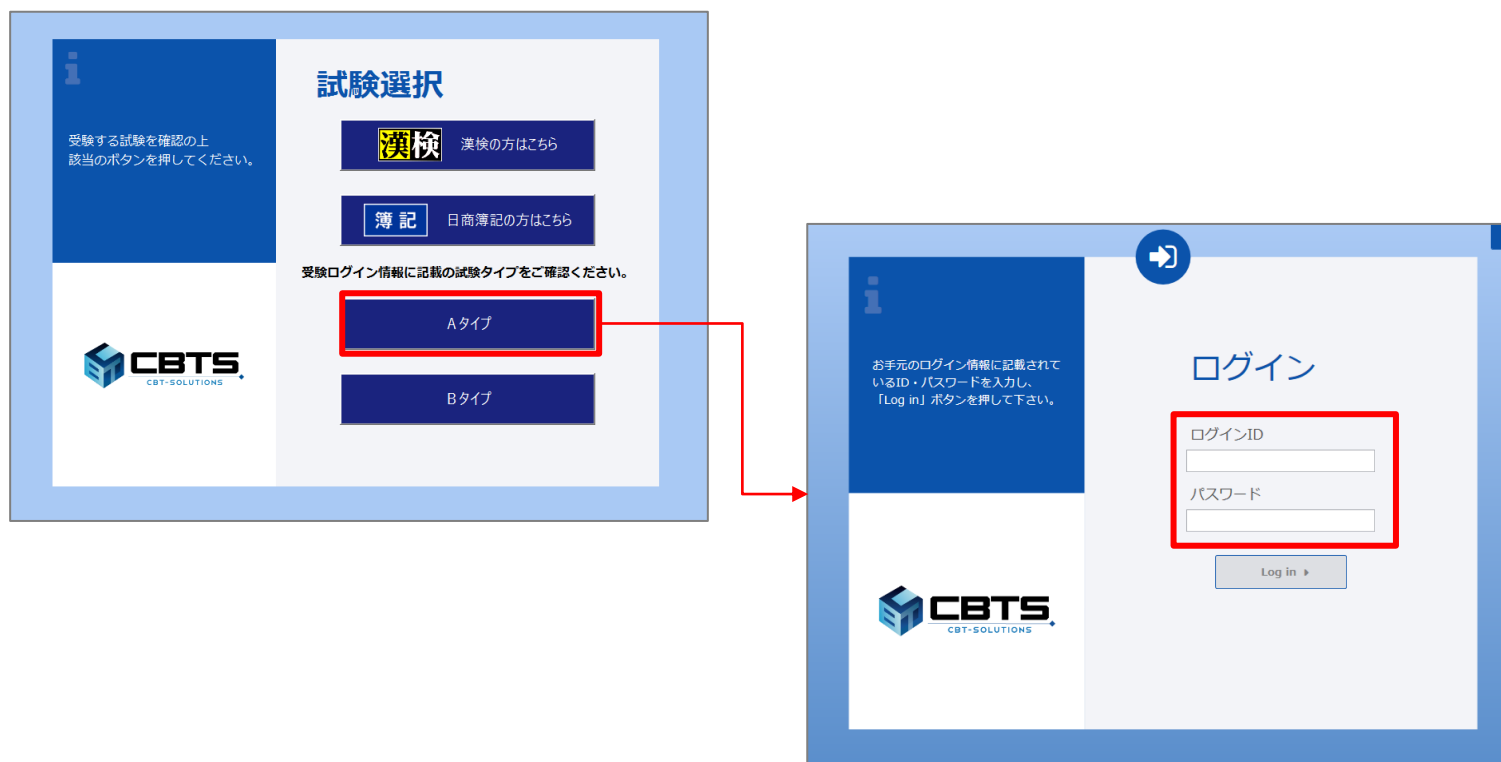 試験選択
受験する試験を確認の上
該当のボタンを押してください。
漢検 漢検の方はこちら
簿記 日商簿記の方はこちら
受験ログイン情報に記載の試験タイプをご確認ください。
Aタイプ
Bタイプ
CBTS
CBT-SOLUTIONS
お手元のログイン情報に記載されて
いるID・パスワードを入力し、
「Log in」ボタンを押して下さい。
ログイン
ログインID
パスワード
Log in
CBTS
CBT-SOLUTIONS